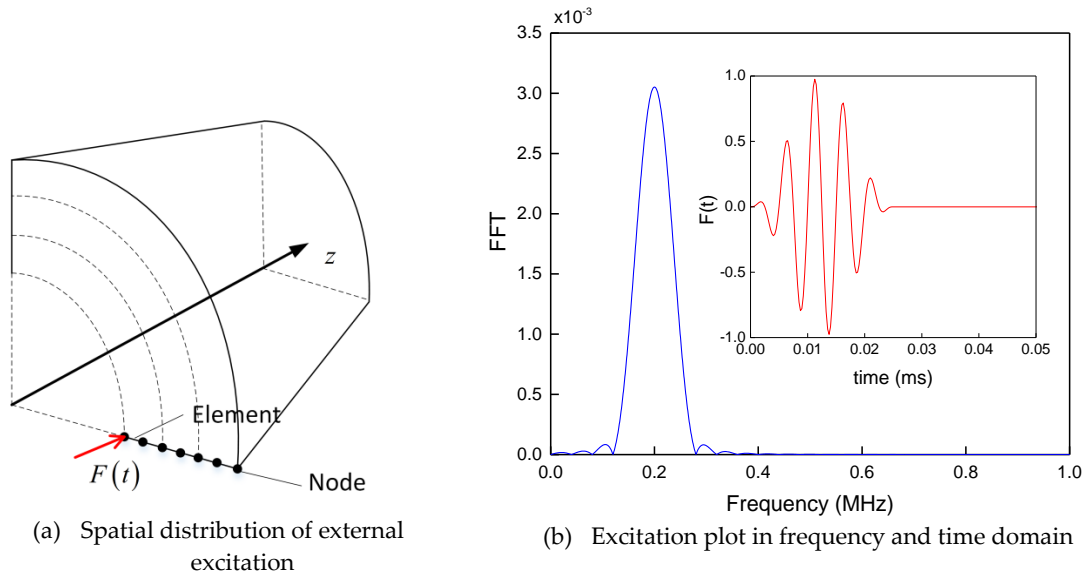 z
Element
F(t)
Node
(a) Spatial distribution of external
excitation
x10⁻³
3.5
3.0
2.5
2.0
1.5
1.0
0.5
0.0
FFT
0.0 0.2 0.4 0.6 0.8 1.0
Frequency (MHz)
1.0
0.5
0.0
-0.5
-1.0
F(t)
0.00 0.01 0.02 0.03 0.04 0.05
time (ms)
(b) Excitation plot in frequency and time domain